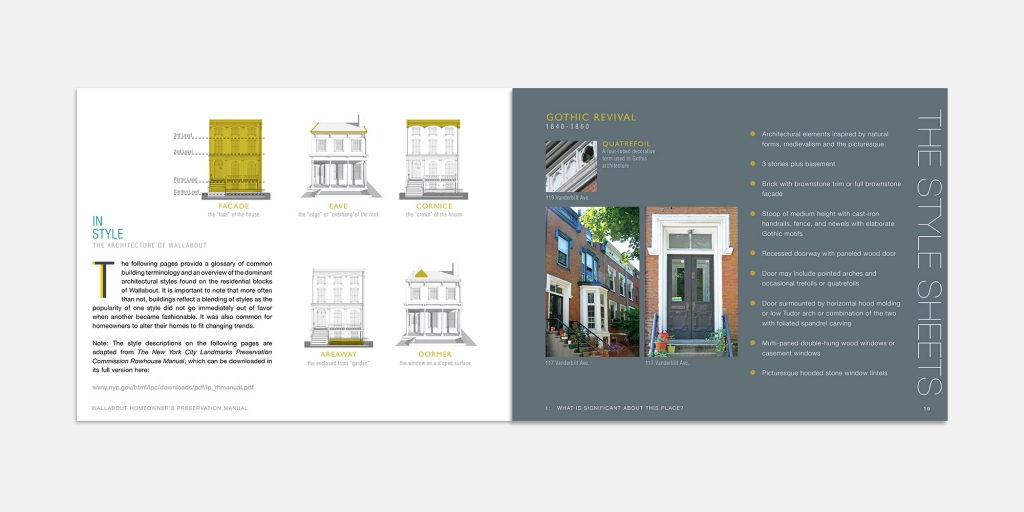 3rd Level
2nd Level
Parlor Level
Garden Level
FACADE
the "face" of the house
EAVE
the "edge" or "overhang"of the roof
CORNICE
the "crown" of the house
IN
STYLE
THE ARCHITECTURE OF WALLABOUT
The following pages provide a glossary of common
building terminology and an overview of the dominant
architectural styles found on the residential blocks
of Wallabout. It is important to note that more often
than not, buildings reflect a blending of styles as the
popularity of one style did not go immediately out of favor
when another became fashionable. It was also common for
homeowners to alter their homes to fit changing trends.
Note: The style descriptions on the following pages are
adapted from The New York City Landmarks Preservation
Commission Rowhouse Manual, which can be downloaded in
its full version here:
www.nyc.gov/html/lpc/downloads/pdf/lp_rhmanual.pdf
AREAWAY
the enclosed front "garden"
DORMER
the window on a sloped surface
WALLABOUT HOMEOWNER'S PRESERVATION MANUAL
GOTHIC REVIVAL
1840-1860
QUATREFOIL
A four-lobed decorative
form used in Gothic
architecture
119 Vanderbilt Ave.
117 Vanderbilt Ave.
117 Vanderbilt Ave.
Architectural elements inspired by natural
forms, medievalism and the picturesque
3 stories plus basement
Brick with brownstone trim or full brownstone
façade
Stoop of medium height with cast-iron
handrails, fence, and newels with elaborate
Gothic motifs
Recessed doorway with paneled wood door
Door may include pointed arches and
occasional trefoils or quatrefoils
Door surmounted by horizontal hood molding
or low Tudor arch or combination of the two
with foliated spandrel carving
Multi-paned double-hung wood windows or
casement windows
Picturesque hooded stone window lintels
THE STYLE SHEETS
WHAT IS SIGNIFICANT ABOUT THIS PLACE?
19